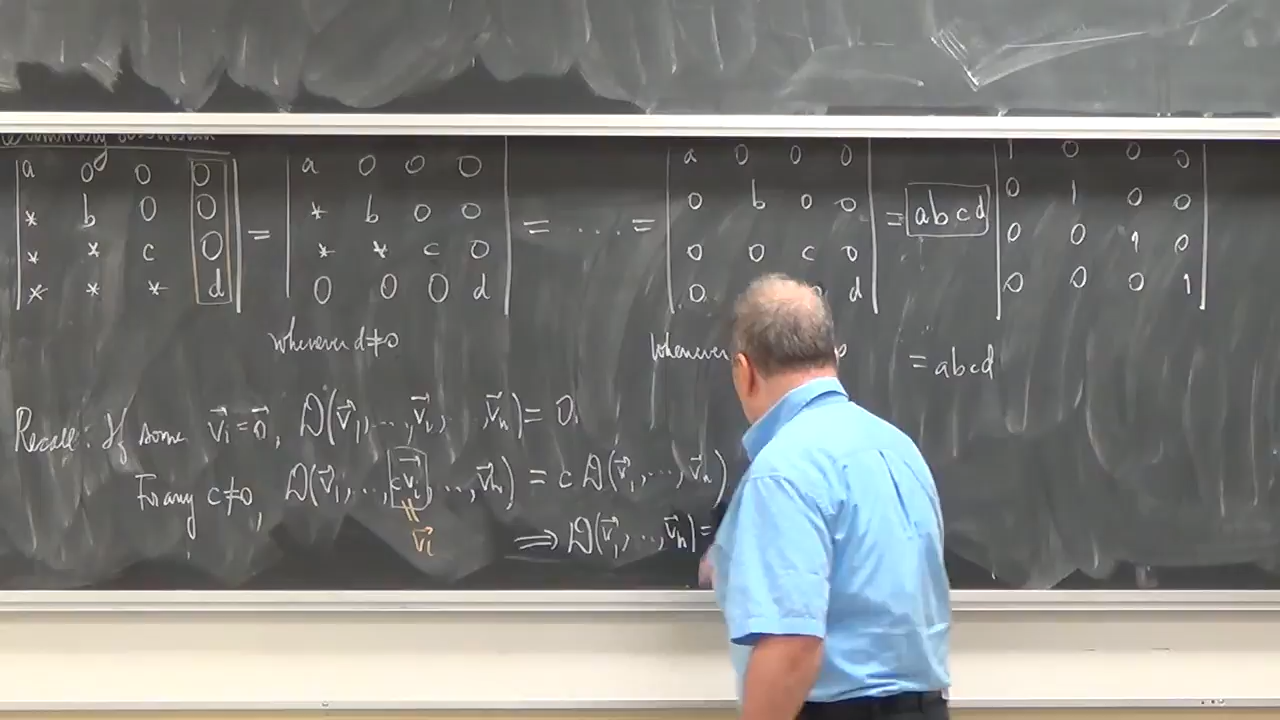 | a 0 0 0 | = | a 0 0 0 | = .... = | a 0 0 0 | = abcd | 1 0 0 0 |
| * b 0 0 | | * b 0 0 | | 0 b 0 0 | | 0 1 0 0 |
| * * c 0 | | * * c 0 | | 0 0 c 0 | | 0 0 1 0 |
| * * * d | | 0 0 0 d | | 0 d | | 0 0 0 1 |
whenever d≠0 whenever = abcd
Recall: If some v⃗i = 0⃗, D(v⃗1, ..., v⃗i, ..., v⃗n) = 0.
For any c≠0, D(v⃗1, ..., cv⃗i, ..., v⃗n) = c D(v⃗1, ..., v⃗n)
v⃗i
⇒ D(v⃗1, .., v⃗n) =